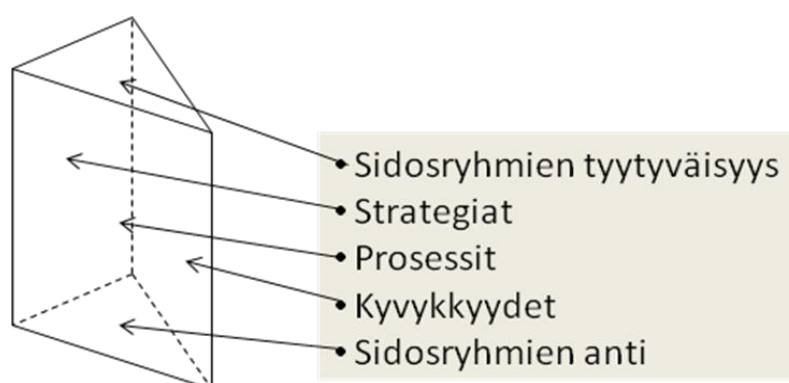 Sidosryhmien tyytyväisyys
Strategiat
Prosessit
Kyvykkyydet
Sidosryhmien anti